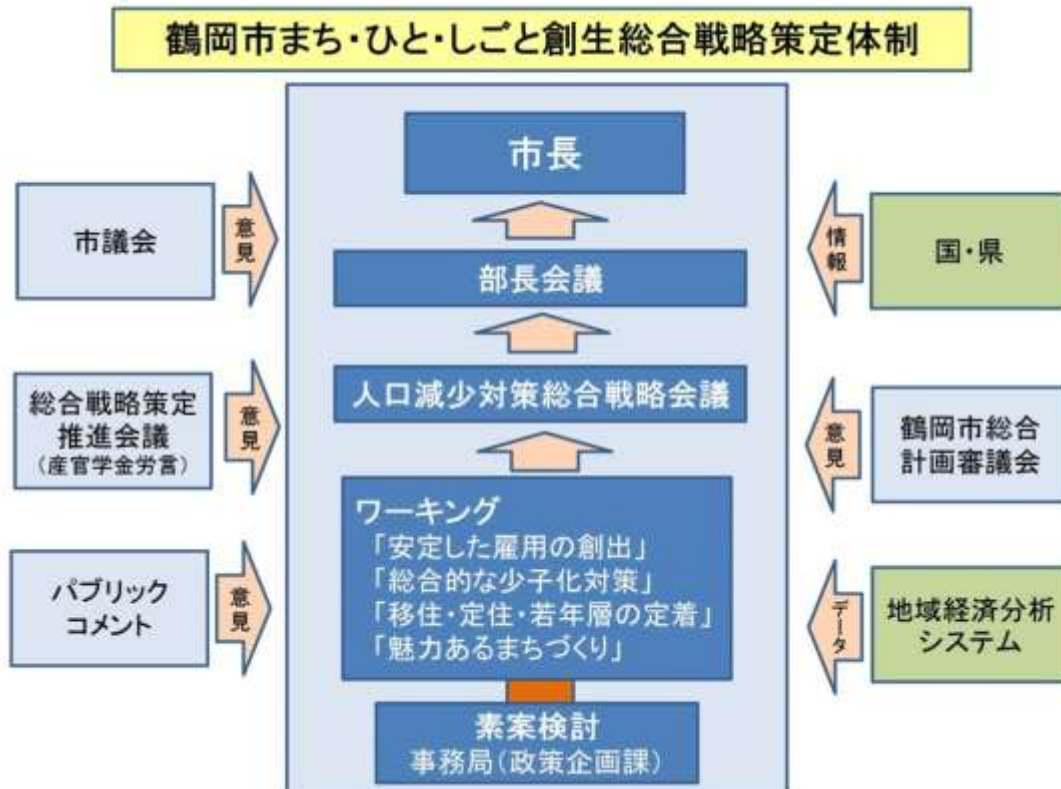 鶴岡市まち・ひと・しごと創生総合戦略策定体制
市長
市議会
意見
部長会議
情報
国・県
総合戦略策定
推進会議
（産官学金労言）
意見
人口減少対策総合戦略会議
意見
鶴岡市総合
計画審議会
ワーキング
「安定した雇用の創出」
「総合的な少子化対策」
「移住・定住・若年層の定着」
「魅力あるまちづくり」
パブリック
コメント
意見
データ
地域経済分析
システム
素案検討
事務局（政策企画課）